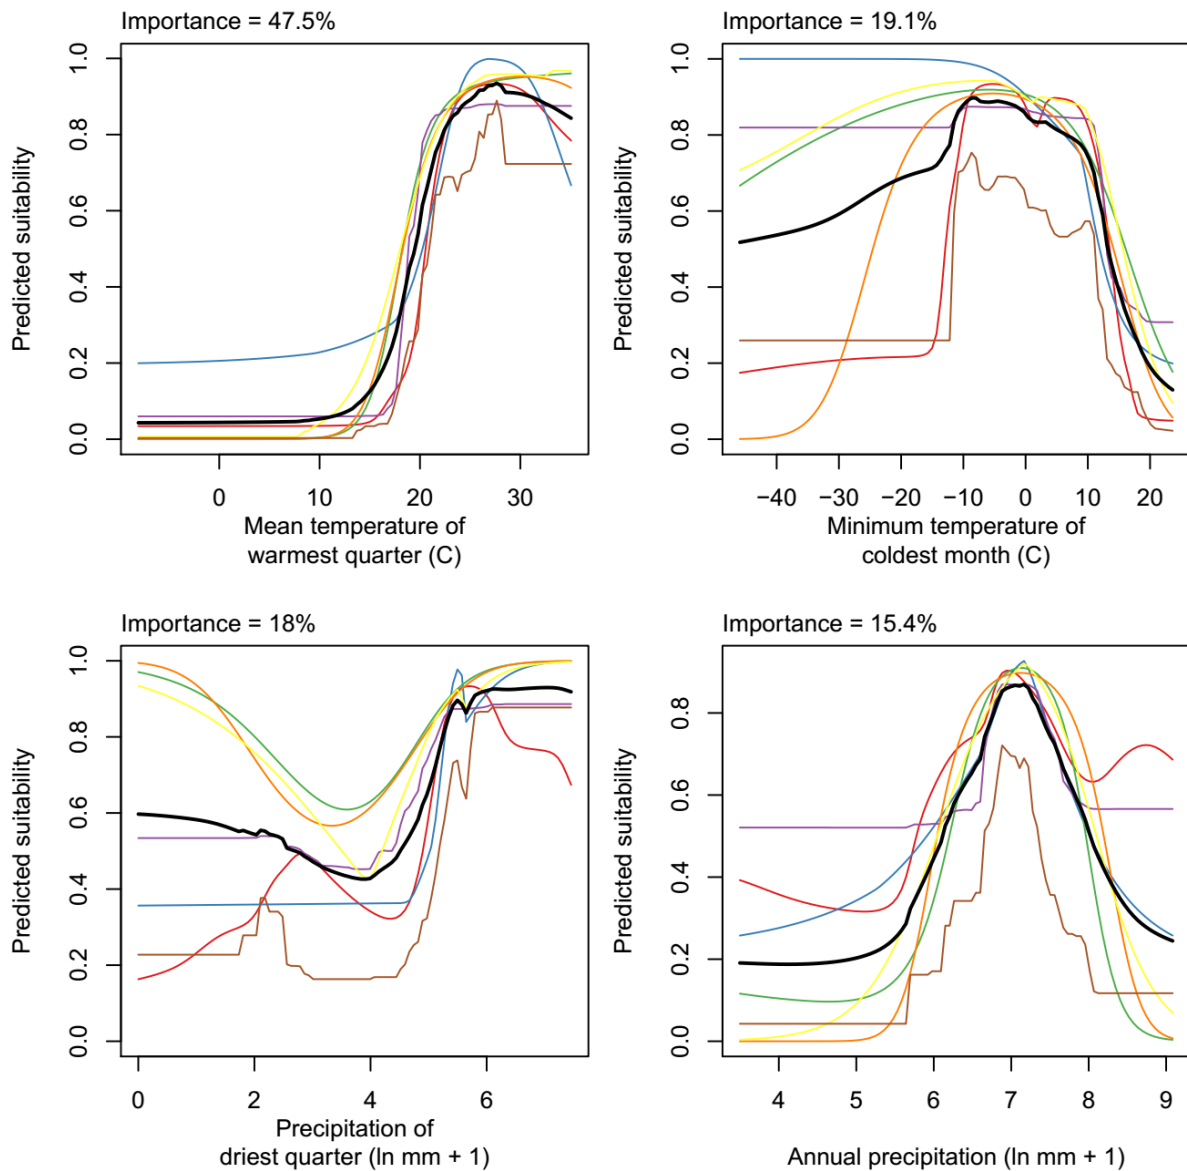 Importance = 47.5%
Predicted suitability
0.0 0.2 0.4 0.6 0.8 1.0
0 10 20 30
Mean temperature of
warmest quarter (C)
Importance = 19.1%
Predicted suitability
0.0 0.2 0.4 0.6 0.8 1.0
−40 −30 −20 −10 0 10 20
Minimum temperature of
coldest month (C)
Importance = 18%
Predicted suitability
0.0 0.2 0.4 0.6 0.8 1.0
0 2 4 6
Precipitation of
driest quarter (ln mm + 1)
Importance = 15.4%
Predicted suitability
0.0 0.2 0.4 0.6 0.8
4 5 6 7 8 9
Annual precipitation (ln mm + 1)